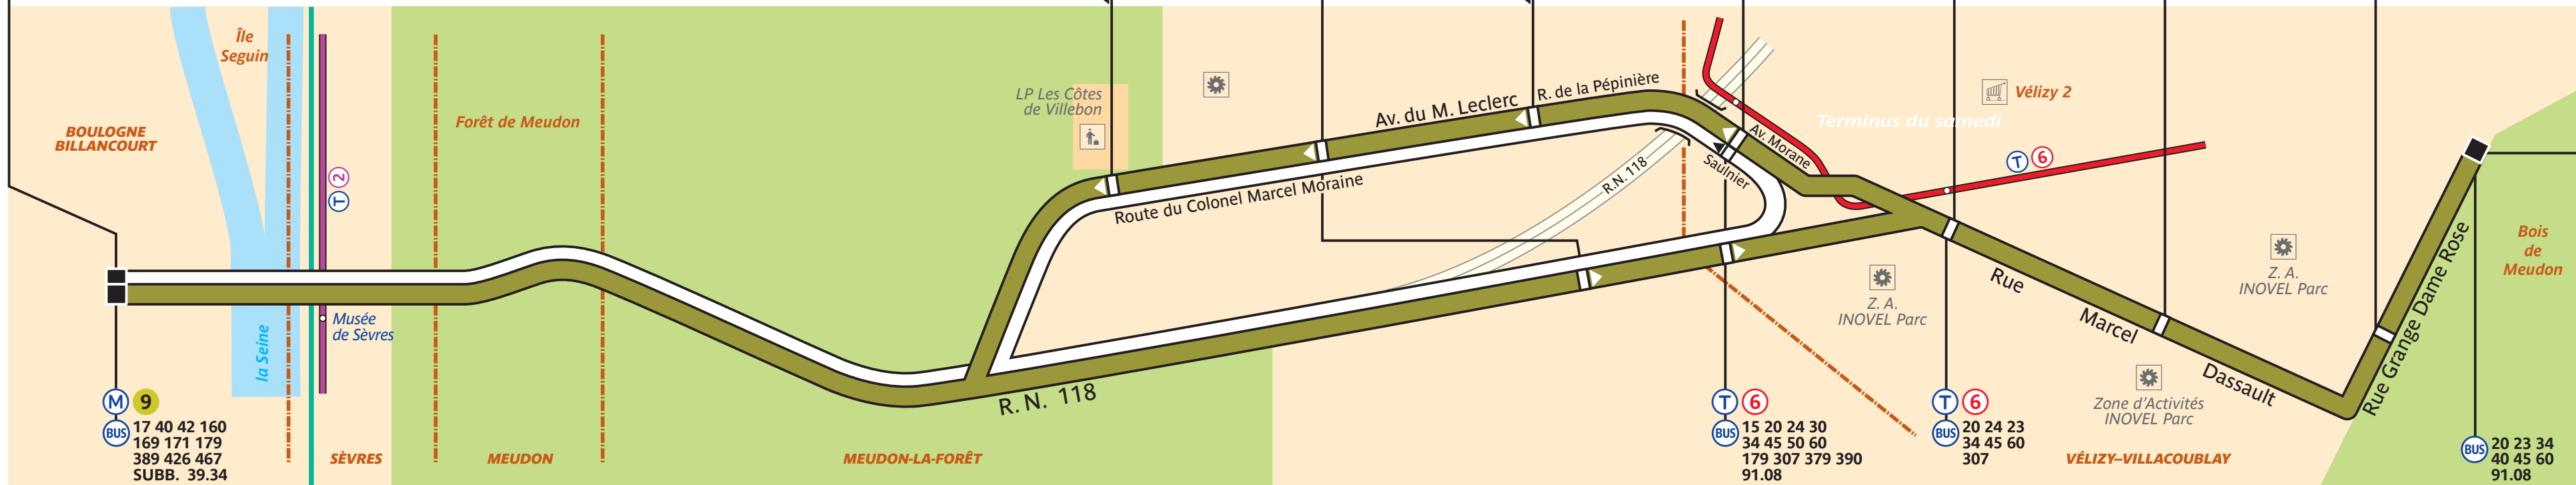 Île
Seguin
BOULOGNE
BILLANCOURT
la Seine
2
T
Musée
de Sèvres
M 9
BUS 17 40 42 160
169 171 179
389 426 467
SUBB. 39.34
SÈVRES
Forêt de Meudon
MEUDON
MEUDON-LA-FORÊT
LP Les Côtes
de Villebon
R. N. 118
Route du Colonel Marcel Moraine
Av. du M. Leclerc
R. de la Pépinière
R.N. 118
Saulnier
Av. Morane
Terminus du samedi
Vélizy 2
T 6
Z. A.
INOVEL Parc
T 6
BUS 15 20 24 30
34 45 50 60
179 307 379 390
91.08
T 6
BUS 20 24 23
34 45 60
307
Rue
Marcel
Dassault
Zone d'Activités
INOVEL Parc
VÉLIZY–VILLACOUBLAY
Z. A.
INOVEL Parc
Rue Grange Dame Rose
Bois
de
Meudon
BUS 20 23 34
40 45 60
91.08